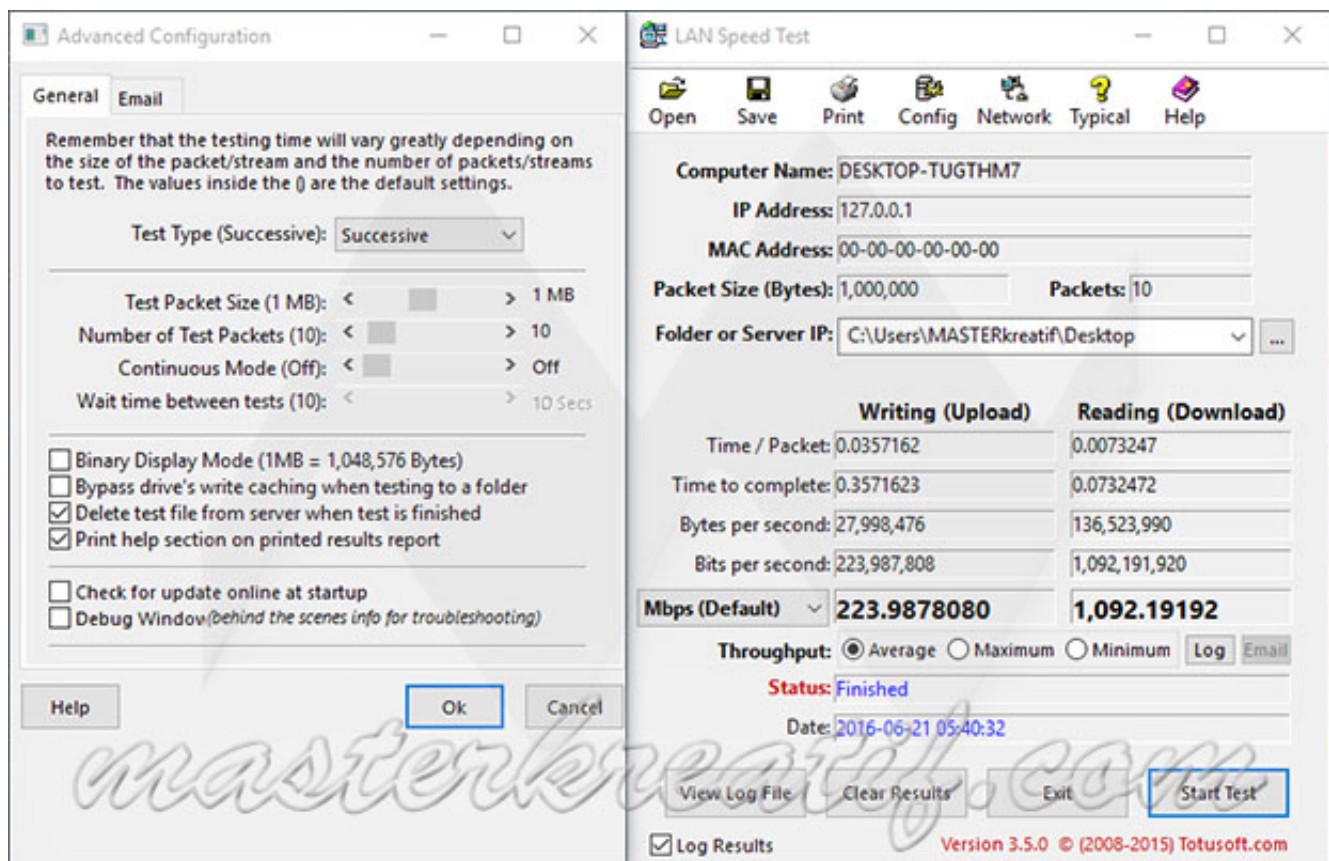 Advanced Configuration
General
Email
Remember that the testing time will vary greatly depending on
the size of the packet/stream and the number of packets/streams
to test. The values inside the () are the default settings.
Test Type (Successive): Successive
Test Packet Size (1 MB): < > 1 MB
Number of Test Packets (10): < > 10
Continuous Mode (Off): < > Off
Wait time between tests (10): < > 10 Secs
Binary Display Mode (1MB = 1,048,576 Bytes)
Bypass drive's write caching when testing to a folder
Delete test file from server when test is finished
Print help section on printed results report
Check for update online at startup
Debug Window (behind the scenes info for troubleshooting)
Help Ok Cancel
LAN Speed Test
Open Save Print Config Network Typical Help
Computer Name: DESKTOP-TUGTHM7
IP Address: 127.0.0.1
MAC Address: 00-00-00-00-00-00
Packet Size (Bytes): 1,000,000 Packets: 10
Folder or Server IP: C:\Users\MASTERkreatif\Desktop ...
Writing (Upload) Reading (Download)
Time / Packet: 0.0357162 0.0073247
Time to complete: 0.3571623 0.0732472
Bytes per second: 27,998,476 136,523,990
Bits per second: 223,987,808 1,092,191,920
Mbps (Default) 223.9878080 1,092.19192
Throughput: Average Maximum Minimum Log Email
Status: Finished
Date: 2016-06-21 05:40:32
View Log File Clear Results Exit Start Test
Log Results Version 3.5.0 © (2008-2015) Totusoft.com
masterkreatif.com